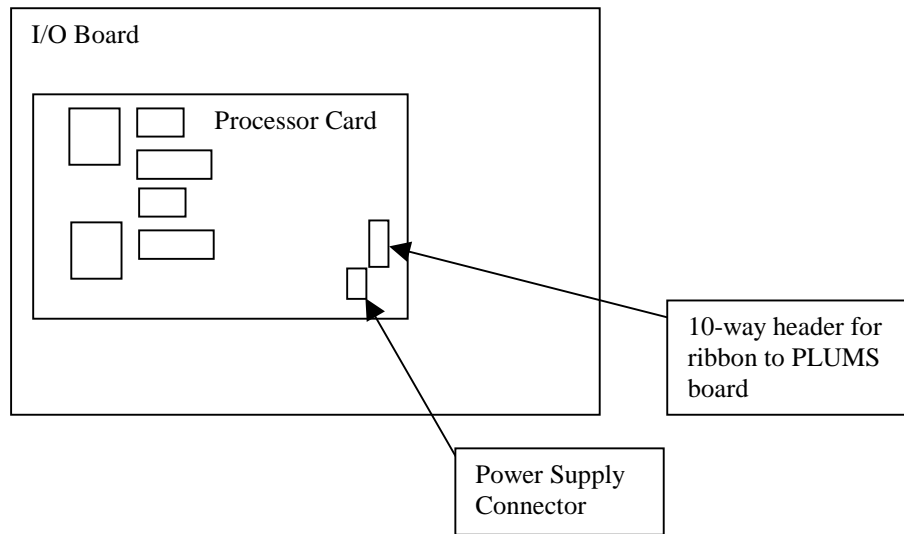 I/O Board
Processor Card
10-way header for
ribbon to PLUMS
board
Power Supply
Connector